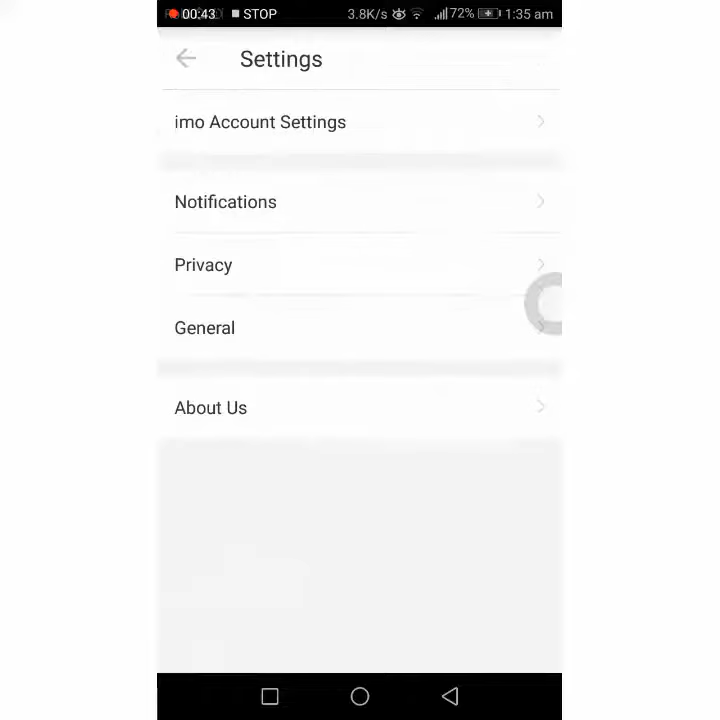 00:43 STOP 3.8K/s 72% 1:35 am
Settings
imo Account Settings
Notifications
Privacy
General
About Us